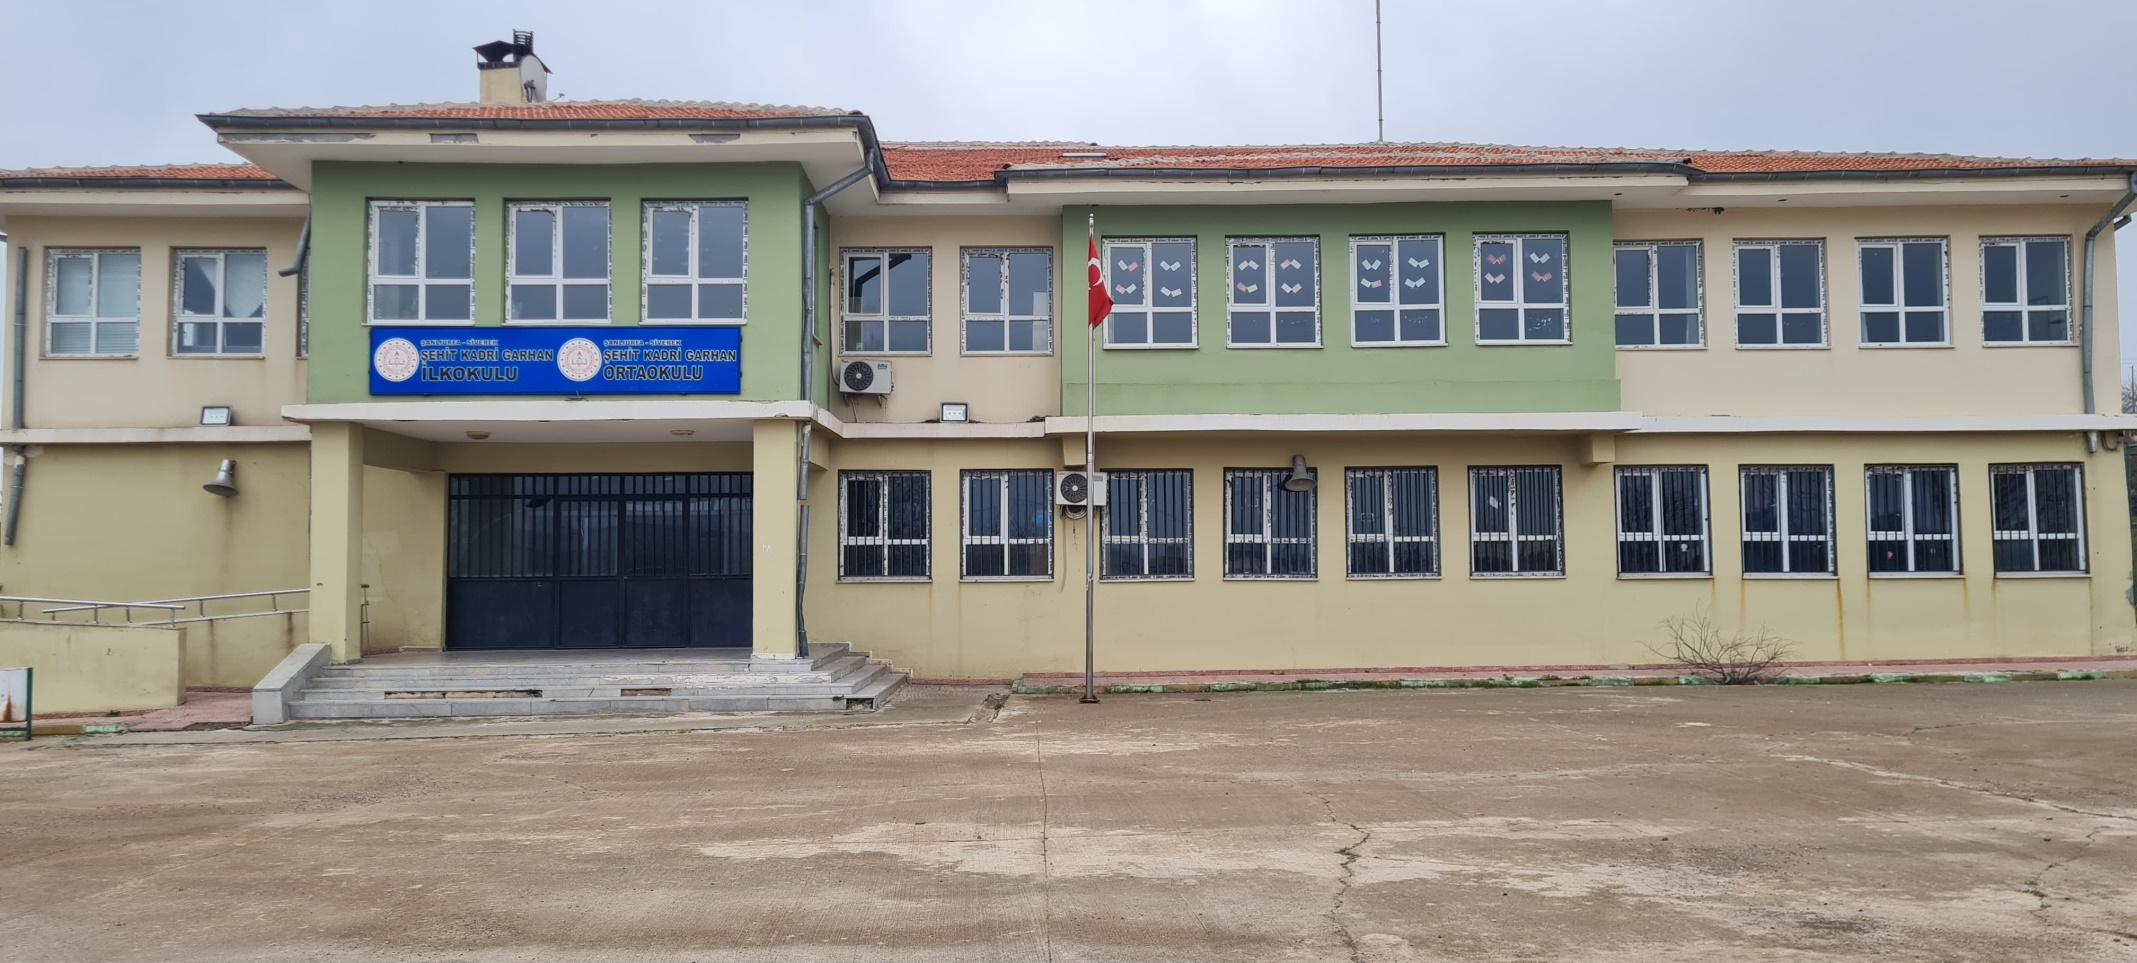 ŞANLIURFA - SİVEREK
ŞEHİT KADRİ GARHAN
İLKOKULU
ŞANLIURFA - SİVEREK
ŞEHİT KADRİ GARHAN
ORTAOKULU